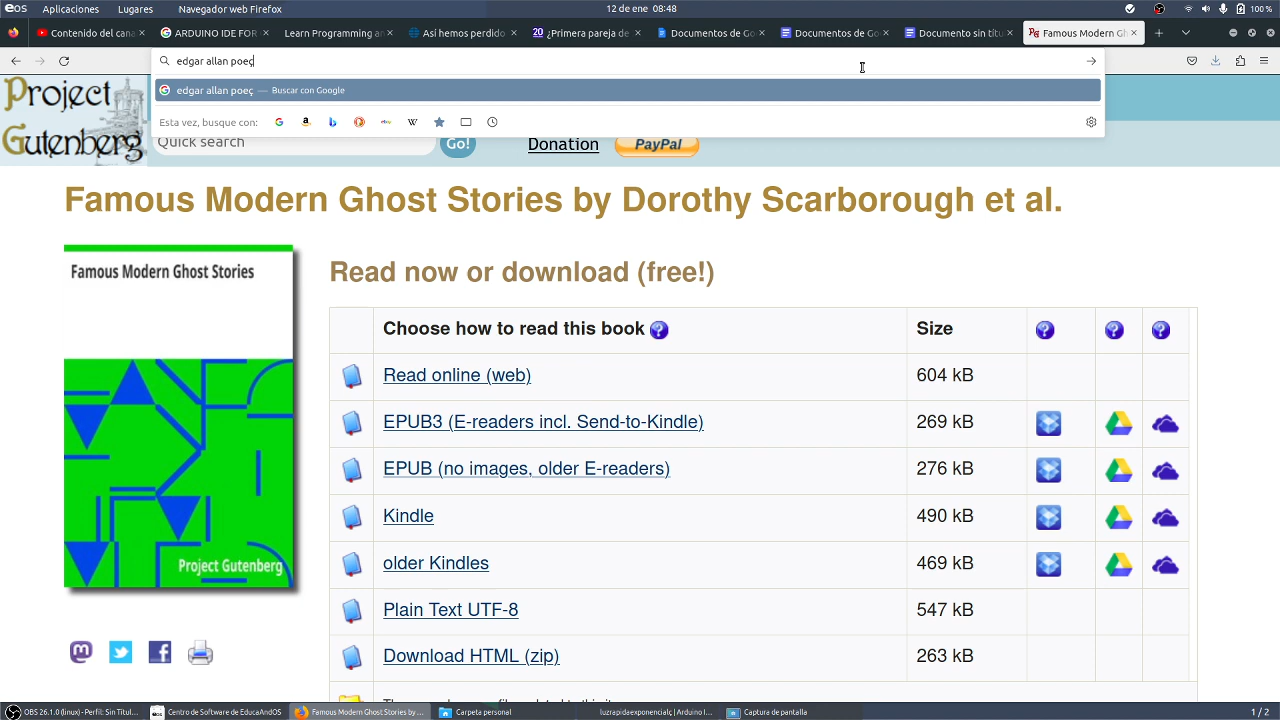 eOS Aplicaciones Lugares Navegador web Firefox 12 de ene 08:48 100 %
Contenido del cana
ARDUINO IDE FOR
Learn Programming an
Así hemos perdido
20 ¿Primera pareja de
Documentos de Go
Documentos de Go
Documento sin títu
Famous Modern Gh
edgar allan poeç
edgar allan poeç — Buscar con Google
Esta vez, busque con:
Project
Gutenberg
Quick search
Go!
Donation
PayPal
Famous Modern Ghost Stories by Dorothy Scarborough et al.
Famous Modern Ghost Stories
Project Gutenberg
Read now or download (free!)
Choose how to read this book ? Size ? ? ?
Read online (web) 604 kB
EPUB3 (E-readers incl. Send-to-Kindle) 269 kB
EPUB (no images, older E-readers) 276 kB
Kindle 490 kB
older Kindles 469 kB
Plain Text UTF-8 547 kB
Download HTML (zip) 263 kB
OBS 26.1.0 (linux) - Perfil: Sin Titul...
Centro de Software de EducaAndOS
Famous Modern Ghost Stories by ...
Carpeta personal
luzrapidaexponencialç | Arduino I...
Captura de pantalla
1 / 2